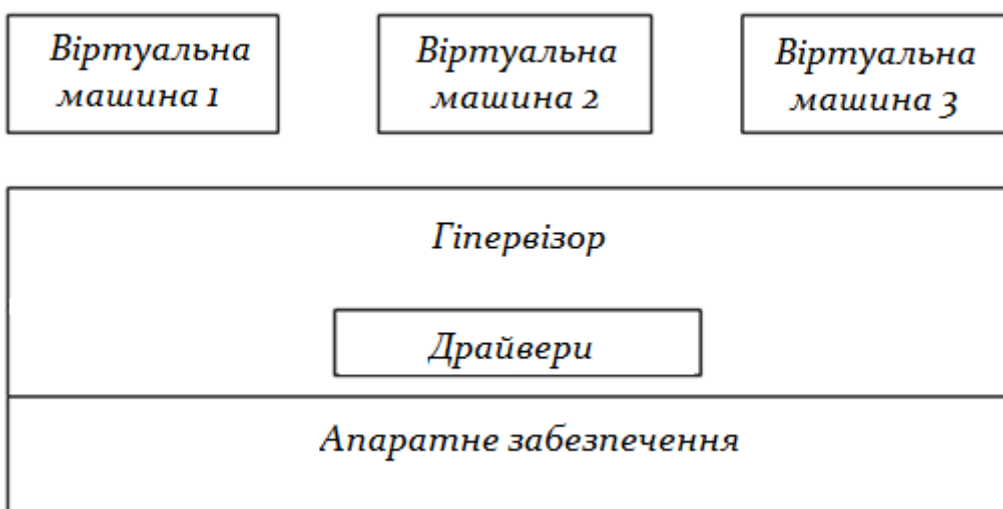 Віртуальна
машина 1
Віртуальна
машина 2
Віртуальна
машина 3
Гіпервізор
Драйвери
Апаратне забезпечення